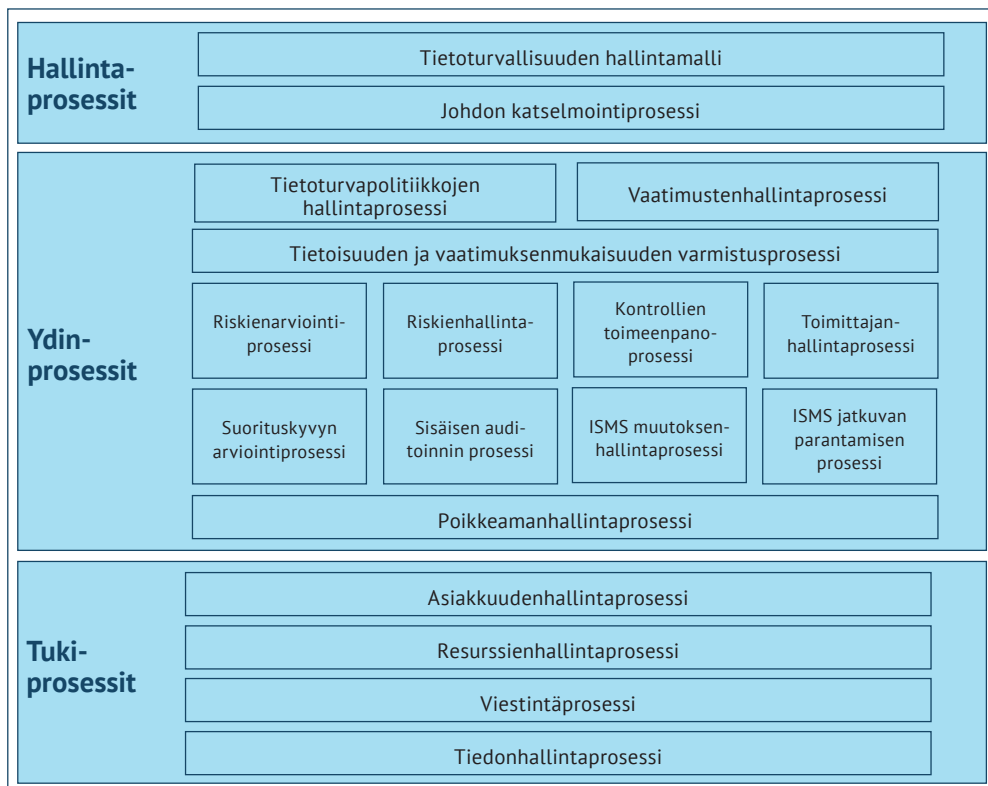 Hallinta-
prosessit
Tietoturvallisuuden hallintamalli
Johdon katselmointiprosessi
Ydin-
prosessit
Tietoturvapolitiikkojen
hallintaprosessi
Vaatimustenhallintaprosessi
Tietoisuuden ja vaatimuksenmukaisuuden varmistusprosessi
Riskienarviointi-
prosessi
Riskienhallinta-
prosessi
Kontrollien
toimeenpano-
prosessi
Toimittajan-
hallintaprosessi
Suorituskyvyn
arviointiprosessi
Sisäisen audi-
toinnin prosessi
ISMS muutoksen-
hallintaprosessi
ISMS jatkuvan
parantamisen
prosessi
Poikkeamanhallintaprosessi
Tuki-
prosessit
Asiakkuudenhallintaprosessi
Resurssienhallintaprosessi
Viestintäprosessi
Tiedonhallintaprosessi